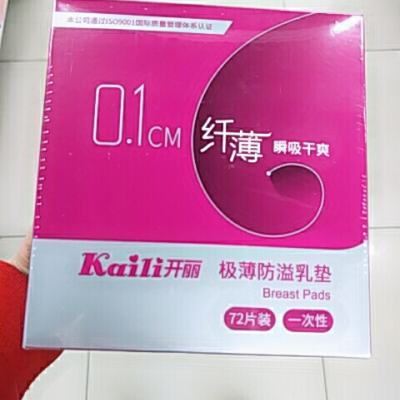 本公司通过ISO9001国际质量管理体系认证
0.1CM 纤薄 瞬吸干爽
Kaili开丽 极薄防溢乳垫
Breast Pads
72片装 一次性